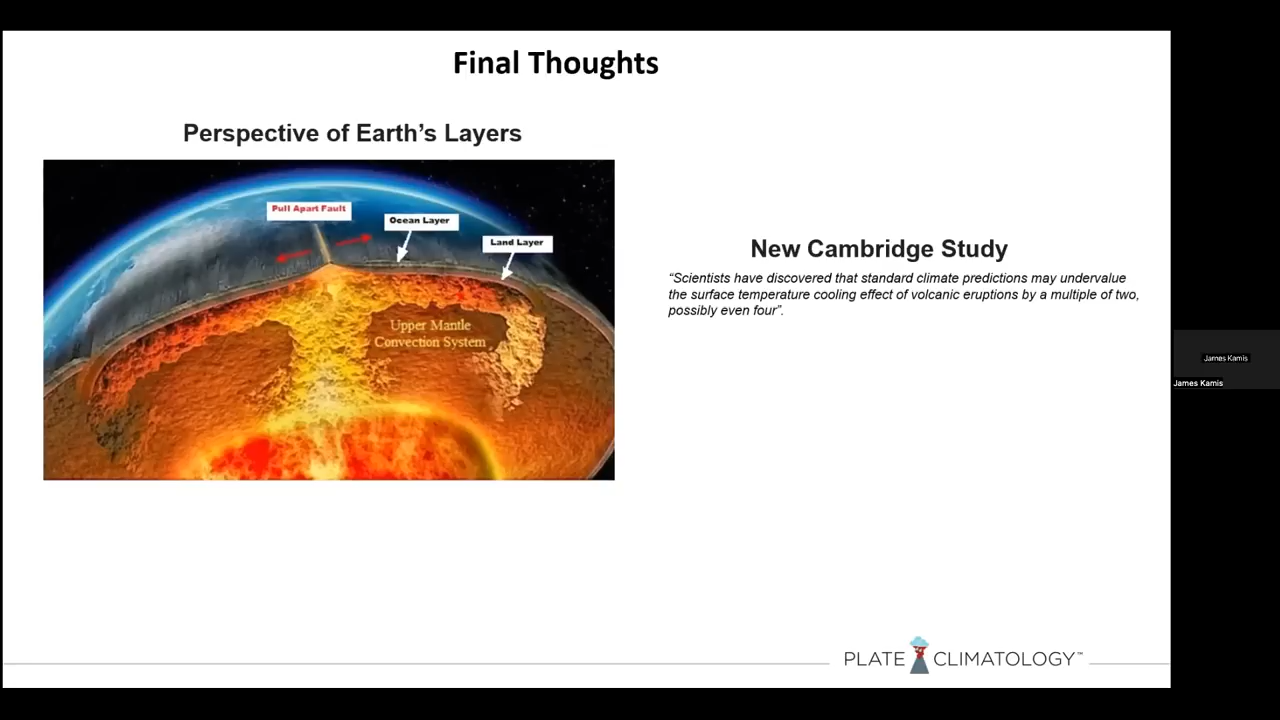 Final Thoughts
Perspective of Earth's Layers
Pull Apart Fault
Ocean Layer
Land Layer
Upper Mantle
Convection System
New Cambridge Study
“Scientists have discovered that standard climate predictions may undervalue
the surface temperature cooling effect of volcanic eruptions by a multiple of two,
possibly even four”.
James Kamis
James Kamis
PLATE CLIMATOLOGY™